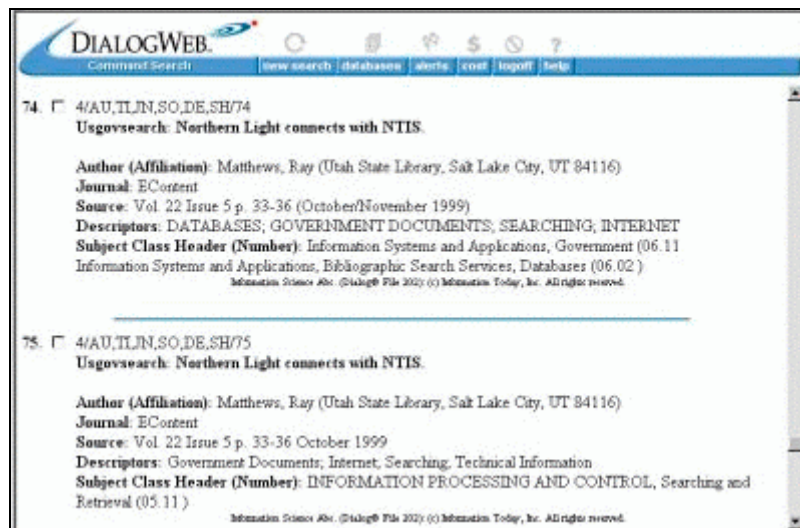 DIALOGWEB.
Command Search
new search databases alerts cost logoff help
74. 4/AU,TI,JN,SO,DE,SH/74
Usgovsearch: Northern Light connects with NTIS.
Author (Affiliation): Matthews, Ray (Utah State Library, Salt Lake City, UT 84116)
Journal: EContent
Source: Vol. 22 Issue 5 p. 33-36 (October/November 1999)
Descriptors: DATABASES; GOVERNMENT DOCUMENTS; SEARCHING; INTERNET
Subject Class Header (Number): Information Systems and Applications, Government (06.11
Information Systems and Applications, Bibliographic Search Services, Databases (06.02 )
Information Science Abs. (Dialog® File 202): (c) Information Today, Inc. All rights reserved.
75. 4/AU,TI,JN,SO,DE,SH/75
Usgovsearch: Northern Light connects with NTIS.
Author (Affiliation): Matthews, Ray (Utah State Library, Salt Lake City, UT 84116)
Journal: EContent
Source: Vol. 22 Issue 5 p. 33-36 October 1999
Descriptors: Government Documents; Internet; Searching; Technical Information
Subject Class Header (Number): INFORMATION PROCESSING AND CONTROL, Searching and
Retrieval (05.11 )
Information Science Abs. (Dialog® File 202): (c) Information Today, Inc. All rights reserved.